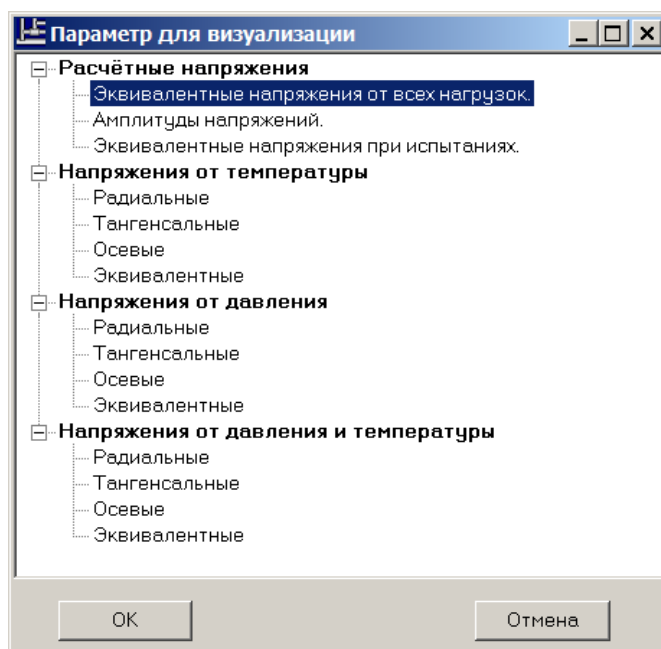 Параметр для визуализации
Расчётные напряжения
Эквивалентные напряжения от всех нагрузок.
Амплитуды напряжений.
Эквивалентные напряжения при испытаниях.
Напряжения от температуры
Радиальные
Тангенсальные
Осевые
Эквивалентные
Напряжения от давления
Радиальные
Тангенсальные
Осевые
Эквивалентные
Напряжения от давления и температуры
Радиальные
Тангенсальные
Осевые
Эквивалентные
ОК Отмена